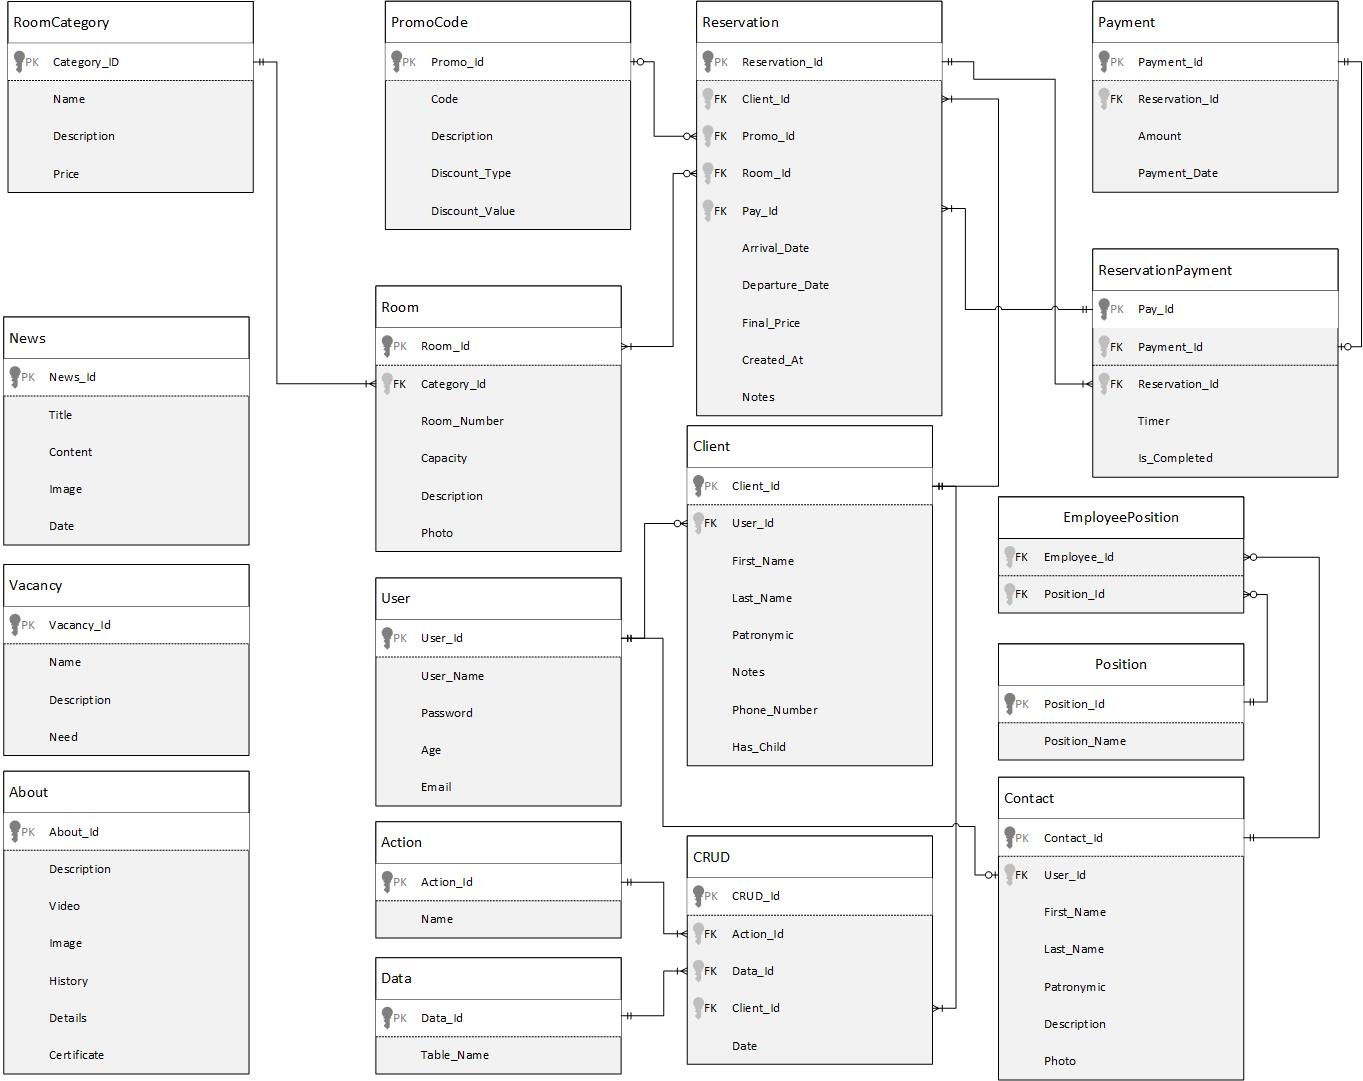 RoomCategory
PK Category_ID
Name
Description
Price
PromoCode
PK Promo_Id
Code
Description
Discount_Type
Discount_Value
Reservation
PK Reservation_Id
FK Client_Id
FK Promo_Id
FK Room_Id
FK Pay_Id
Arrival_Date
Departure_Date
Final_Price
Created_At
Notes
Payment
PK Payment_Id
FK Reservation_Id
Amount
Payment_Date
ReservationPayment
PK Pay_Id
FK Payment_Id
FK Reservation_Id
Timer
Is_Completed
Room
PK Room_Id
FK Category_Id
Room_Number
Capacity
Description
Photo
News
PK News_Id
Title
Content
Image
Date
Client
PK Client_Id
FK User_Id
First_Name
Last_Name
Patronymic
Notes
Phone_Number
Has_Child
EmployeePosition
FK Employee_Id
FK Position_Id
Vacancy
PK Vacancy_Id
Name
Description
Need
User
PK User_Id
User_Name
Password
Age
Email
Position
PK Position_Id
Position_Name
About
PK About_Id
Description
Video
Image
History
Details
Certificate
Action
PK Action_Id
Name
Data
PK Data_Id
Table_Name
CRUD
PK CRUD_Id
FK Action_Id
FK Data_Id
FK Client_Id
Date
Contact
PK Contact_Id
FK User_Id
First_Name
Last_Name
Patronymic
Description
Photo